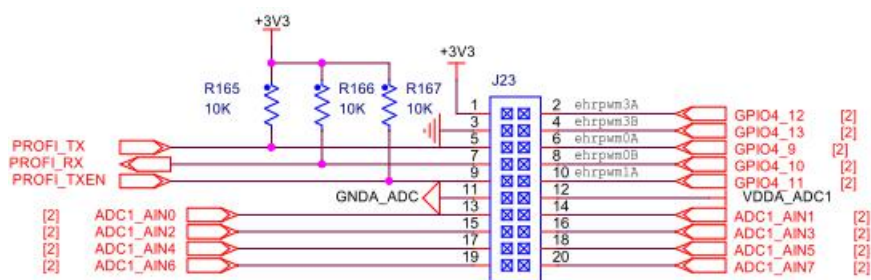 +3V3
+3V3
J23
R165 R166 R167
10K 10K 10K
1 2 ehrpwm3A GPIO4_12 [2]
3 4 ehrpwm3B GPIO4_13 [2]
PROFI_TX 5 6 ehrpwm0A GPIO4_9 [2]
PROFI_RX 7 8 ehrpwm0B GPIO4_10 [2]
PROFI_TXEN 9 10 ehrpwm1A GPIO4_11 [2]
GNDA_ADC 11 12 VDDA_ADC1
[2] ADC1_AIN0 13 14 ADC1_AIN1 [2]
[2] ADC1_AIN2 15 16 ADC1_AIN3 [2]
[2] ADC1_AIN4 17 18 ADC1_AIN5 [2]
[2] ADC1_AIN6 19 20 ADC1_AIN7 [2]